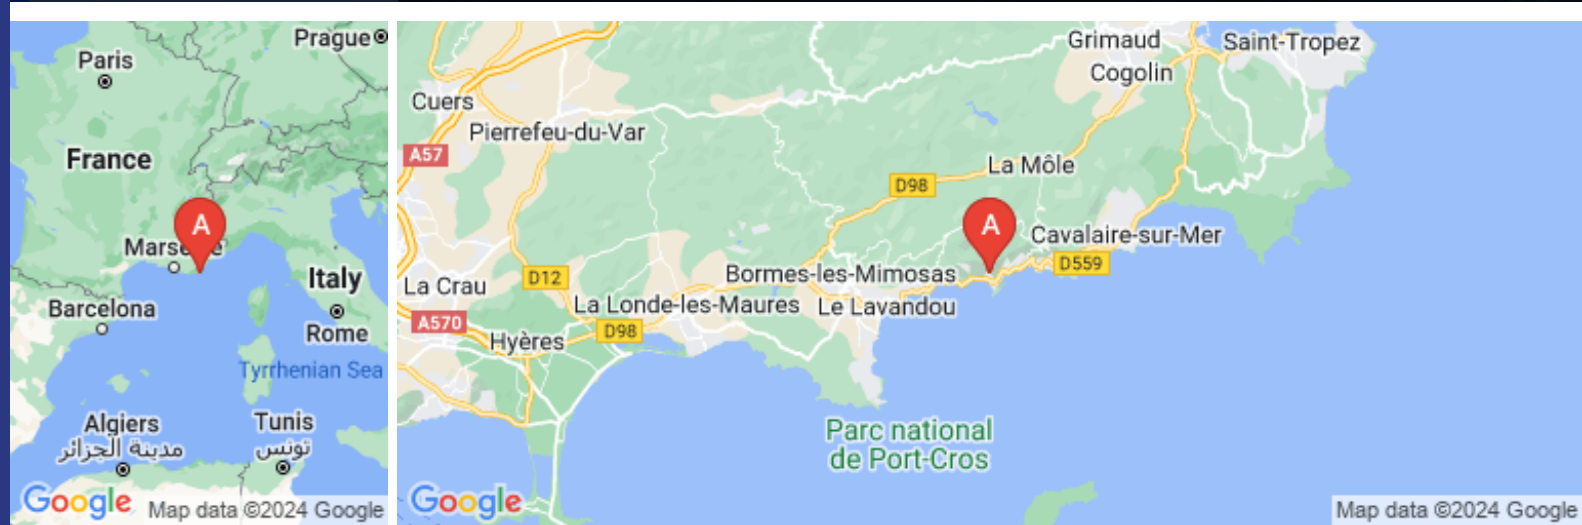 Prague
Paris
France
A
Marse
Italy
Barcelona
Rome
Tyrrhenian Sea
Algiers
مدينة الجزائر
Tunis
تونس
Google
Map data ©2024 Google
Grimaud
Saint-Tropez
Cogolin
Cuers
Pierrefeu-du-Var
A57
La Môle
D98
A
Cavalaire-sur-Mer
D559
Bormes-les-Mimosas
D12
La Crau
La Londe-les-Maures
Le Lavandou
A570
D98
Hyères
Parc national
de Port-Cros
Google
Map data ©2024 Google